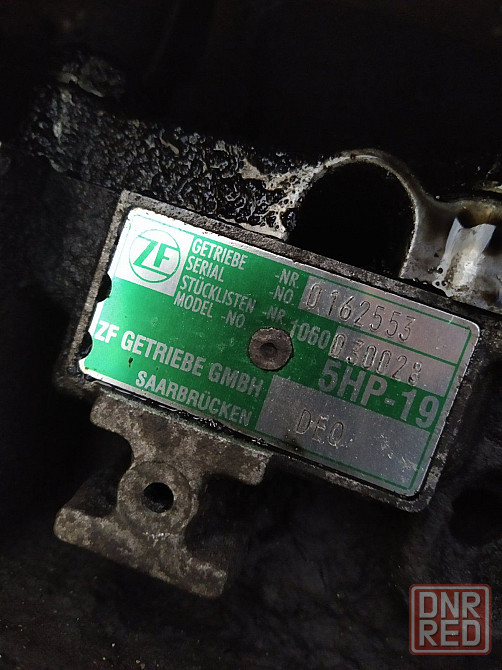 ZF
GETRIEBE -NR.
SERIAL -NO. 0162553
STÜCKLISTEN -NR.
MODEL -NO. 1060 030028
ZF GETRIEBE GMBH 5HP-19
SAARBRÜCKEN DEQ
DNR
RED